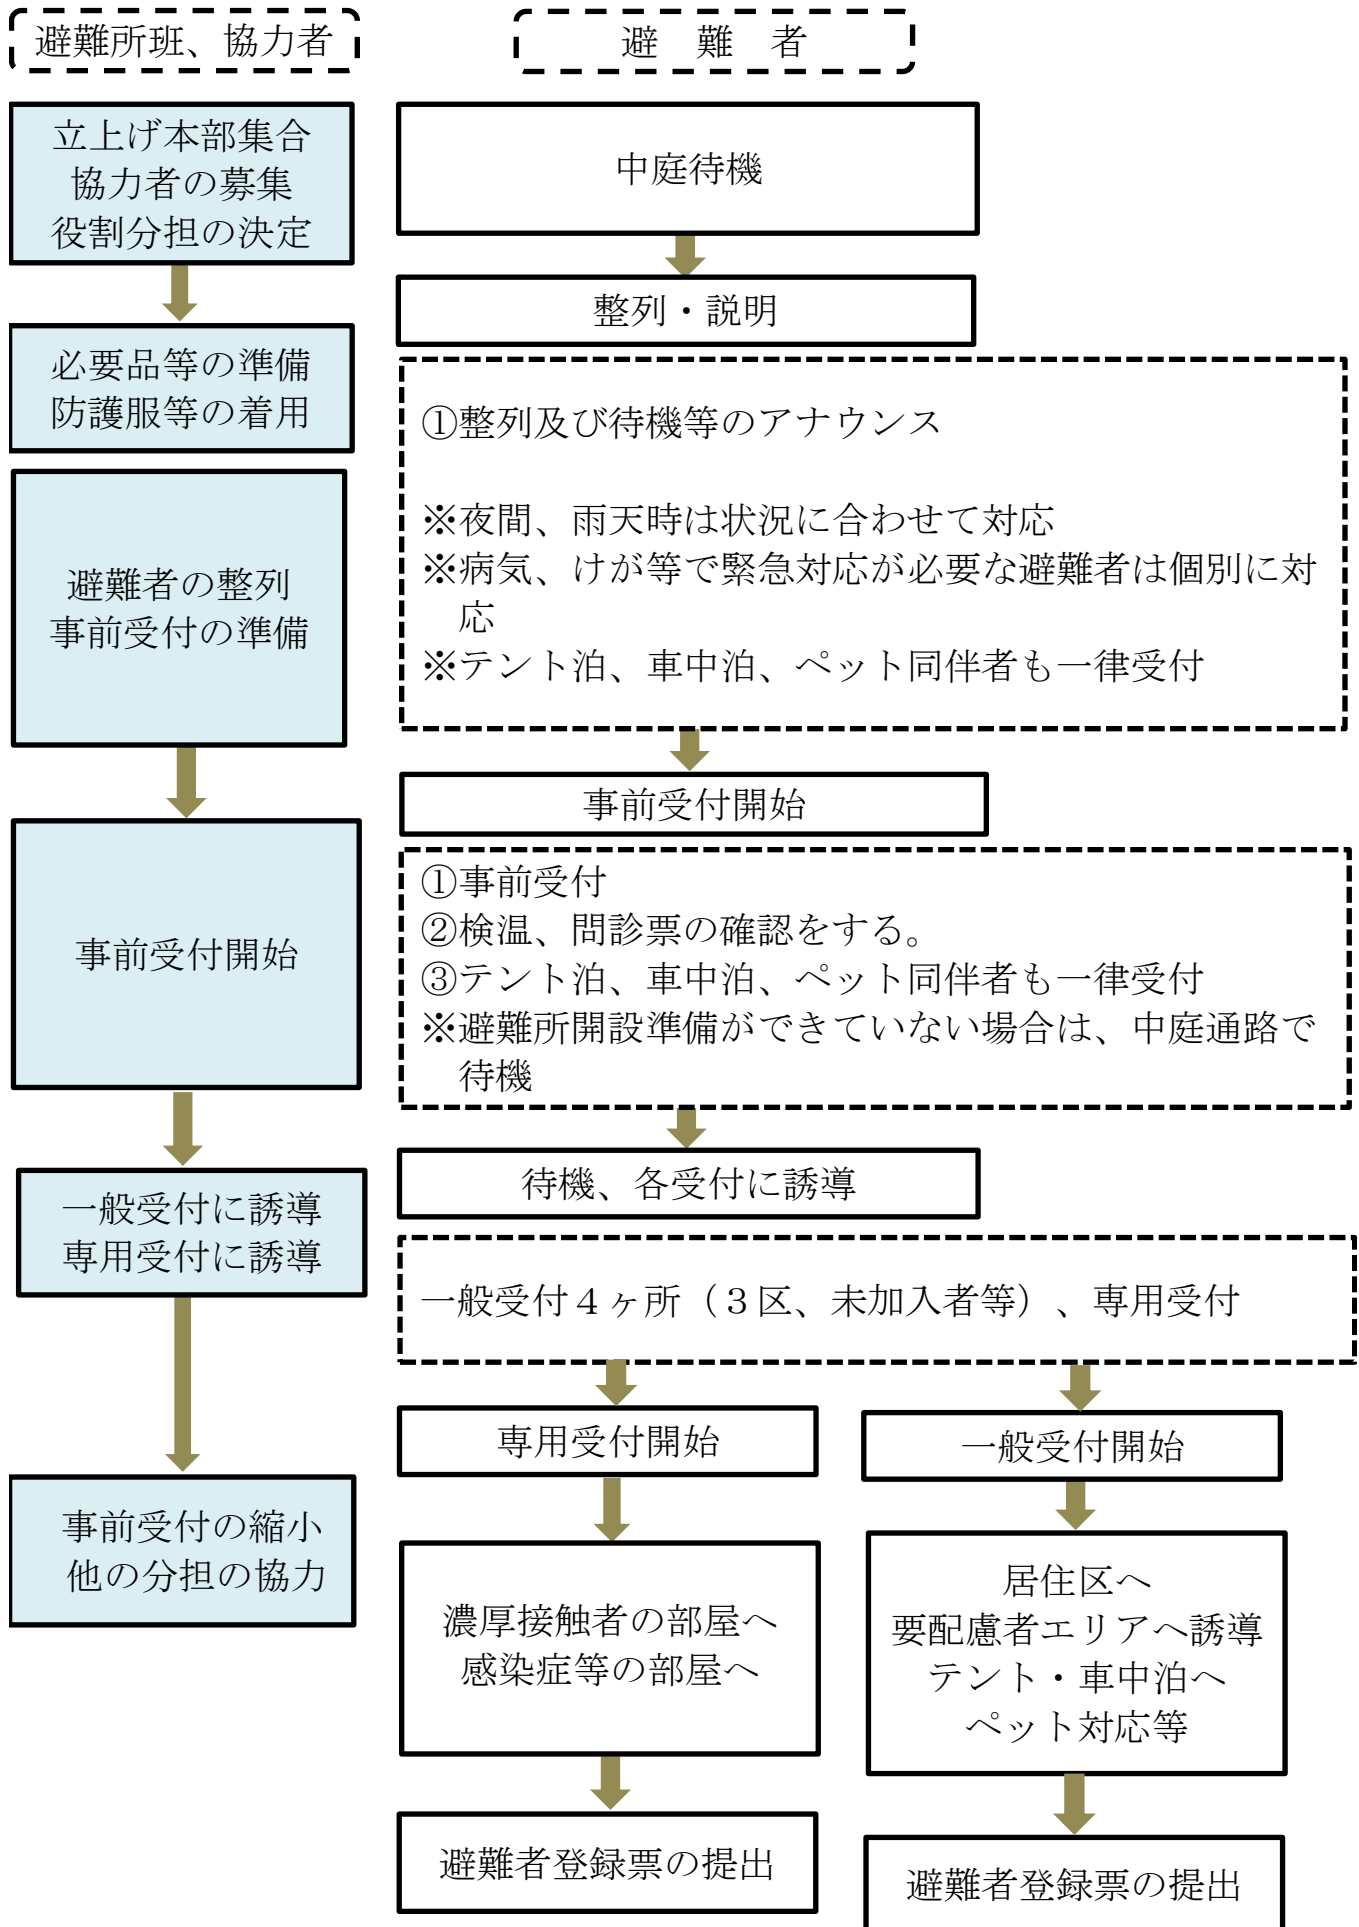 避難所班、協力者
避　難　者
立上げ本部集合
協力者の募集
役割分担の決定
中庭待機
整列・説明
必要品等の準備
防護服等の着用
①整列及び待機等のアナウンス
※夜間、雨天時は状況に合わせて対応
※病気、けが等で緊急対応が必要な避難者は個別に対
応
※テント泊、車中泊、ペット同伴者も一律受付
避難者の整列
事前受付の準備
事前受付開始
事前受付開始
①事前受付
②検温、問診票の確認をする。
③テント泊、車中泊、ペット同伴者も一律受付
※避難所開設準備ができていない場合は、中庭通路で
待機
一般受付に誘導
専用受付に誘導
待機、各受付に誘導
一般受付４ヶ所（３区、未加入者等）、専用受付
専用受付開始
一般受付開始
事前受付の縮小
他の分担の協力
濃厚接触者の部屋へ
感染症等の部屋へ
居住区へ
要配慮者エリアへ誘導
テント・車中泊へ
ペット対応等
避難者登録票の提出
避難者登録票の提出